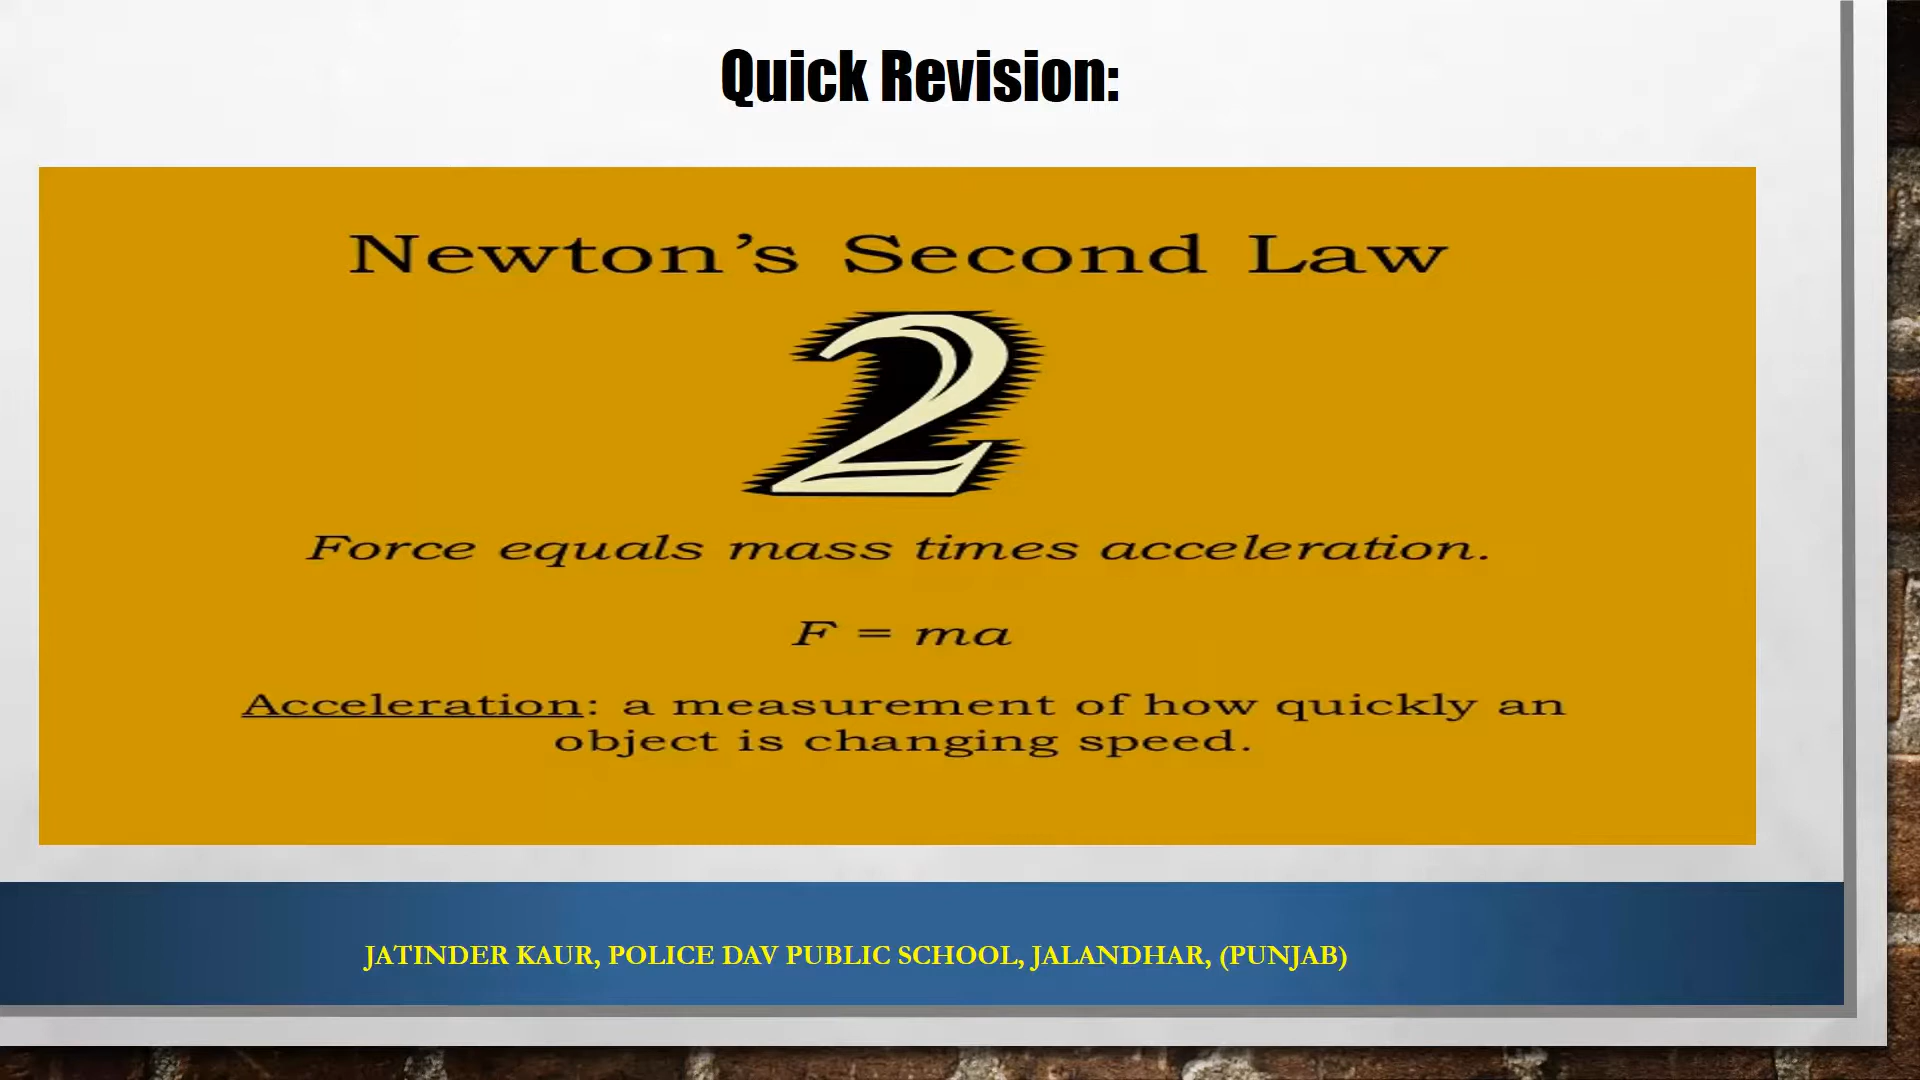 Quick Revision:
Newton’s Second Law
2
Force equals mass times acceleration.
F = ma
Acceleration: a measurement of how quickly an
object is changing speed.
JATINDER KAUR, POLICE DAV PUBLIC SCHOOL, JALANDHAR, (PUNJAB)